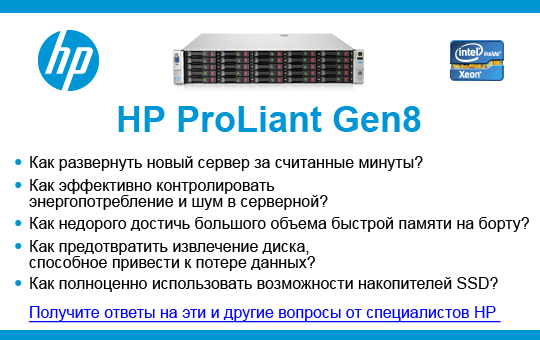 hp
intel inside
Xeon
HP ProLiant Gen8
• Как развернуть новый сервер за считанные минуты?
• Как эффективно контролировать
энергопотребление и шум в серверной?
• Как недорого достичь большого объема быстрой памяти на борту?
• Как предотвратить извлечение диска,
способное привести к потере данных?
• Как полноценно использовать возможности накопителей SSD?
Получите ответы на эти и другие вопросы от специалистов HP